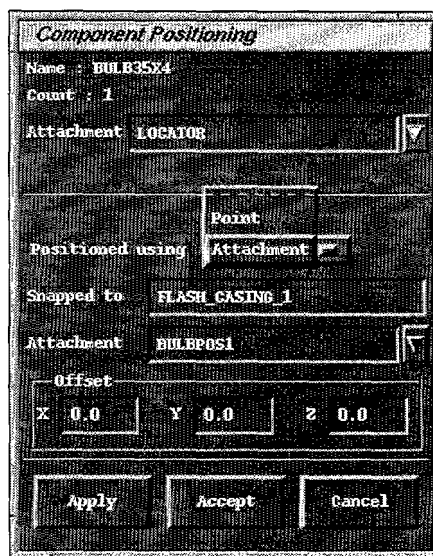 Component Positioning
Name : BULB35X4
Count : 1
Attachment LOCATOR
Point
Positioned using Attachment
Snapped to FLASH_CASING_1
Attachment BULBPOS1
Offset
X 0.0 Y 0.0 Z 0.0
Apply Accept Cancel